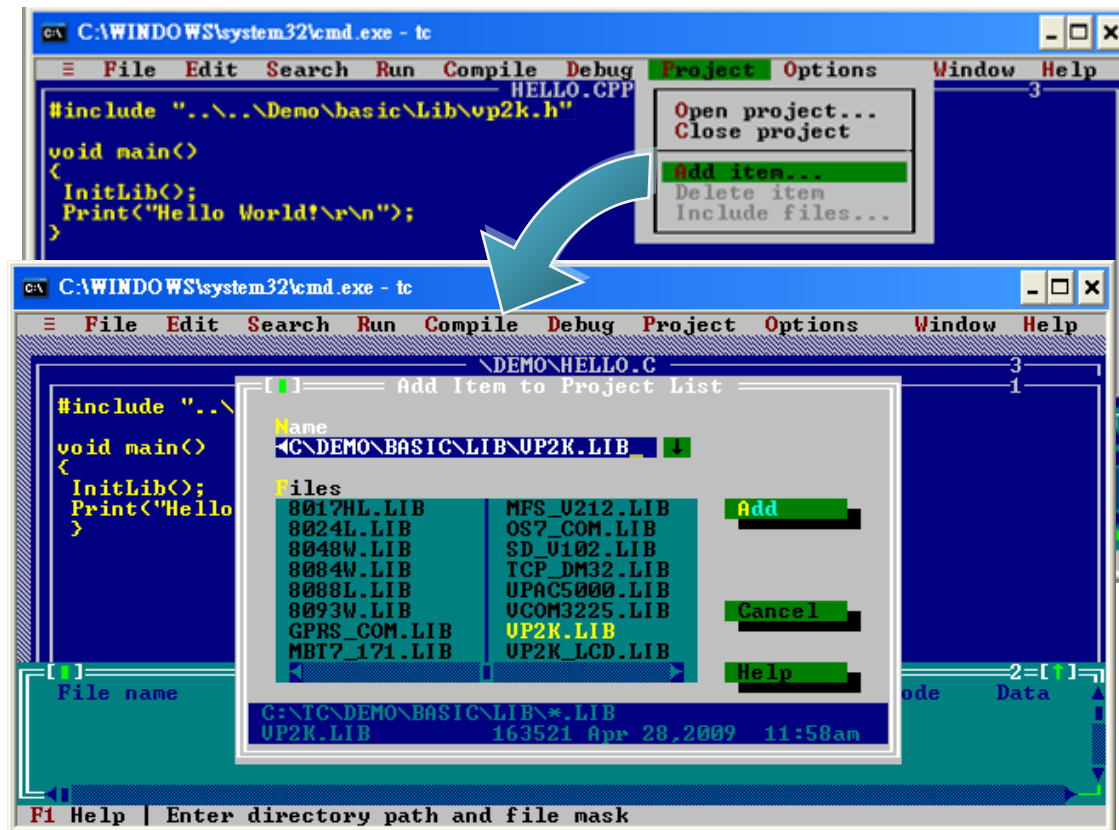 C:\WINDOWS\system32\cmd.exe - tc
≡ File Edit Search Run Compile Debug Project Options Window Help
HELLO.CPP 3
#include "..\..\Demo\basic\Lib\vp2k.h"
void main()
{
InitLib();
Print("Hello World!\r\n");
}
Open project...
Close project
Add item...
Delete item
Include files...
C:\WINDOWS\system32\cmd.exe - tc
≡ File Edit Search Run Compile Debug Project Options Window Help
\DEMO\HELLO.C 3
1
#include "..\
void main()
{
InitLib();
Print("Hello
}
[ ] Add Item to Project List
Name
◄C\DEMO\BASIC\LIB\VP2K.LIB_ ↓
Files
8017HL.LIB MFS_V212.LIB
8024L.LIB OS7_COM.LIB
8048W.LIB SD_V102.LIB
8084W.LIB TCP_DM32.LIB
8088L.LIB UPAC5000.LIB
8093W.LIB VCOM3225.LIB
GPRS_COM.LIB VP2K.LIB
MBT7_171.LIB VP2K_LCD.LIB
Add
Cancel
Help
C:\TC\DEMO\BASIC\LIB\*.LIB
VP2K.LIB 163521 Apr 28,2009 11:58am
2=[↑]
File name ode Data
F1 Help | Enter directory path and file mask